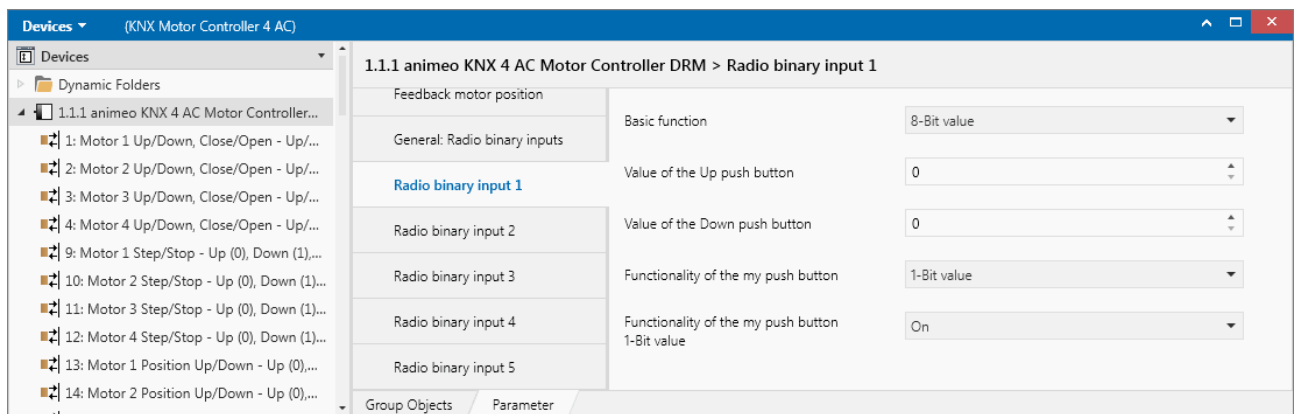 Devices (KNX Motor Controller 4 AC)
Devices
Dynamic Folders
1.1.1 animeo KNX 4 AC Motor Controller...
1: Motor 1 Up/Down, Close/Open - Up/...
2: Motor 2 Up/Down, Close/Open - Up/...
3: Motor 3 Up/Down, Close/Open - Up/...
4: Motor 4 Up/Down, Close/Open - Up/...
9: Motor 1 Step/Stop - Up (0), Down (1),...
10: Motor 2 Step/Stop - Up (0), Down (1)...
11: Motor 3 Step/Stop - Up (0), Down (1)...
12: Motor 4 Step/Stop - Up (0), Down (1)...
13: Motor 1 Position Up/Down - Up (0),...
14: Motor 2 Position Up/Down - Up (0),...
1.1.1 animeo KNX 4 AC Motor Controller DRM > Radio binary input 1
Feedback motor position
General: Radio binary inputs
Radio binary input 1
Radio binary input 2
Radio binary input 3
Radio binary input 4
Radio binary input 5
Basic function 8-Bit value
Value of the Up push button 0
Value of the Down push button 0
Functionality of the my push button 1-Bit value
Functionality of the my push button
1-Bit value On
Group Objects Parameter